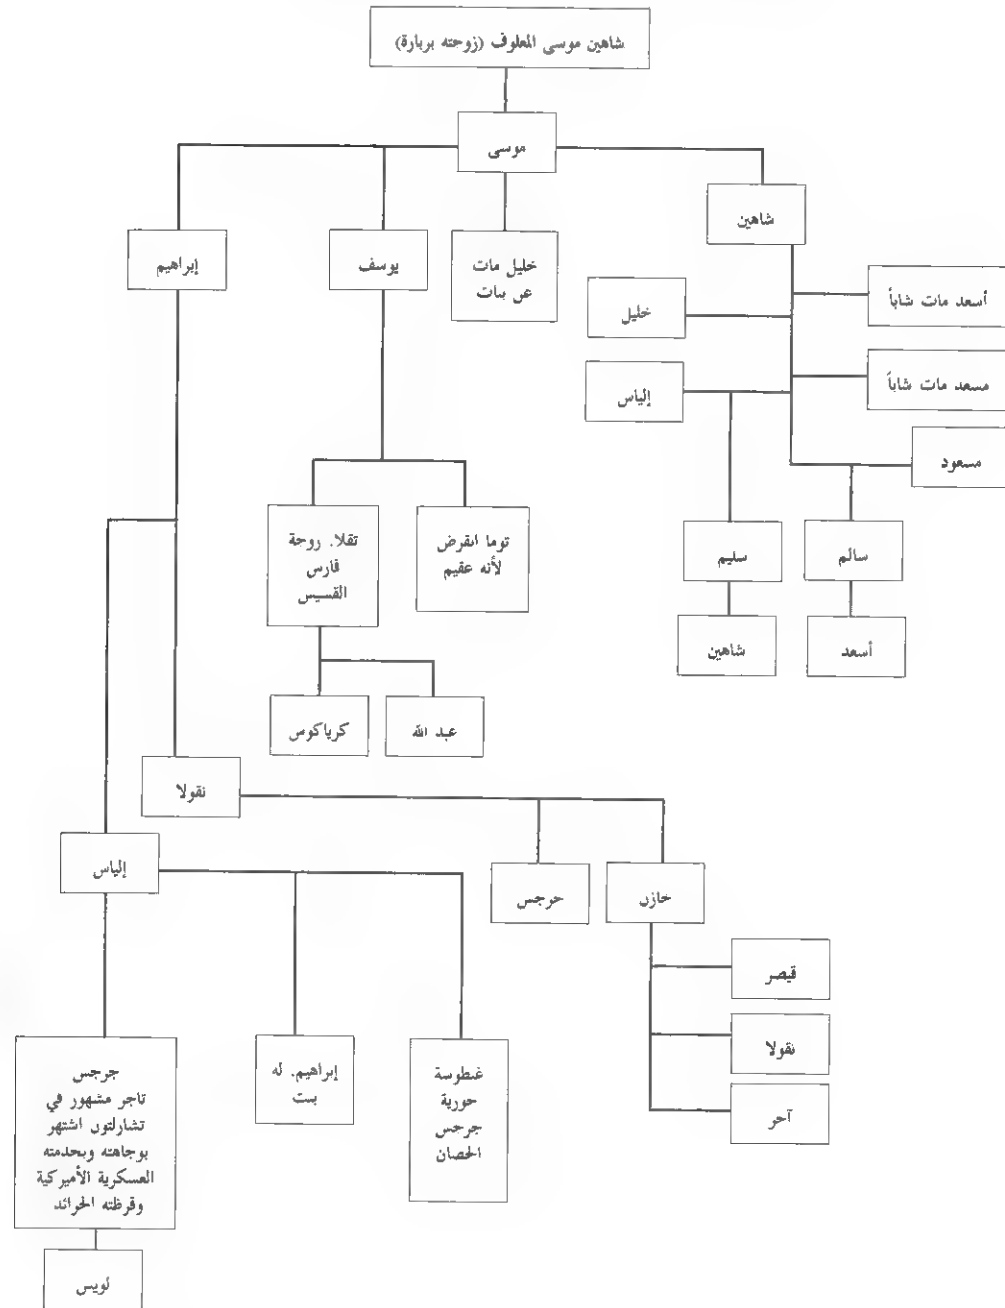 شاهين موسى المعلوف (زوجته بربارة)
موسى
شاهين
إبراهيم
يوسف
خليل مات
عن بنات
أسعد مات شاباً
خليل
مسعد مات شاباً
إلياس
مسعود
تقلا. زوجة
فارس
القسيس
توما انقرض
لأنه عقيم
سليم
سالم
شاهين
أسعد
كرياكوس
عبد الله
نقولا
إلياس
جرجس
خازن
قيصر
نقولا
آخر
جرجس
تاجر مشهور في
تشارلتون اشتهر
بوجاهته وبخدمته
العسكرية الأميركية
وقرظته الجرائد
إبراهيم. له
بنت
غنطوسة
خورية
جرجس
الحصان
لويس